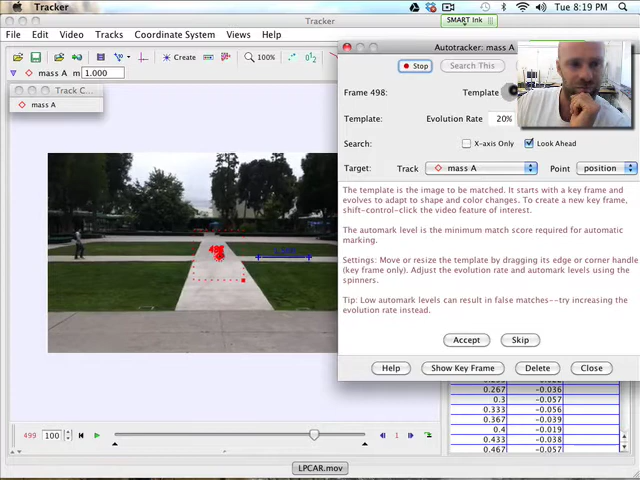 Tracker
Tue 8:19 PM
Tracker
SMART Ink
File Edit Video Tracks Coordinate System Views Help
Create
100%
mass A m 1.000
Track C...
mass A
Autotracker: mass A
Stop Search This
Frame 498: Template
Template: Evolution Rate 20%
Search: X-axis Only Look Ahead
Target: Track mass A Point position
The template is the image to be matched. It starts with a key frame and
evolves to adapt to shape and color changes. To create a new key frame,
shift-control-click the video feature of interest.
The automark level is the minimum match score required for automatic
marking.
Settings: Move or resize the template by dragging its edge or corner handle
(key frame only). Adjust the evolution rate and automark levels using the
spinners.
Tip: Low automark levels can result in false matches--try increasing the
evolution rate instead.
Accept Skip
Help Show Key Frame Delete Close
0.267 -0.036
0.3 -0.057
0.333 -0.056
0.367 -0.039
0.4 -0.019
0.433 -0.038
0.467 -0.057
499 100
1
LPCAR.mov